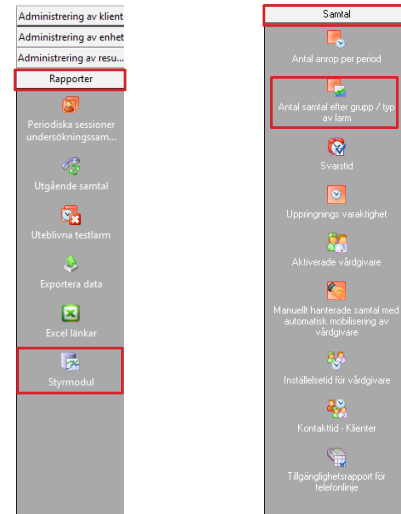 Administrering av klient
Administrering av enhet
Administrering av resu...
Rapporter
Periodiska sessioner
undersökningssam...
Utgående samtal
Uteblivna testlarm
Exportera data
Excel länkar
Styrmodul
Samtal
Antal anrop per period
Antal samtal efter grupp / typ
av larm
Svarstid
Uppringnings varaktighet
Aktiverade vårdgivare
Manuellt hanterade samtal med
automatisk mobilisering av
vårdgivare
Inställelsetid för vårdgivare
Kontakttid - Klienter
Tillgänglighetsrapport för
telefonlinje